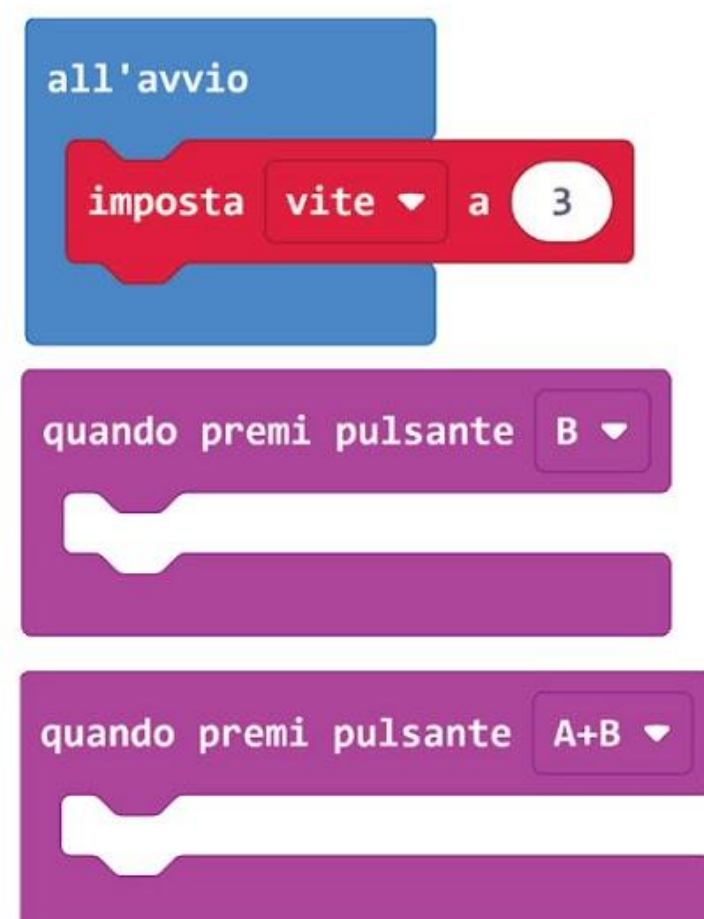 all'avvio
imposta vite a 3
quando premi pulsante B
quando premi pulsante A+B